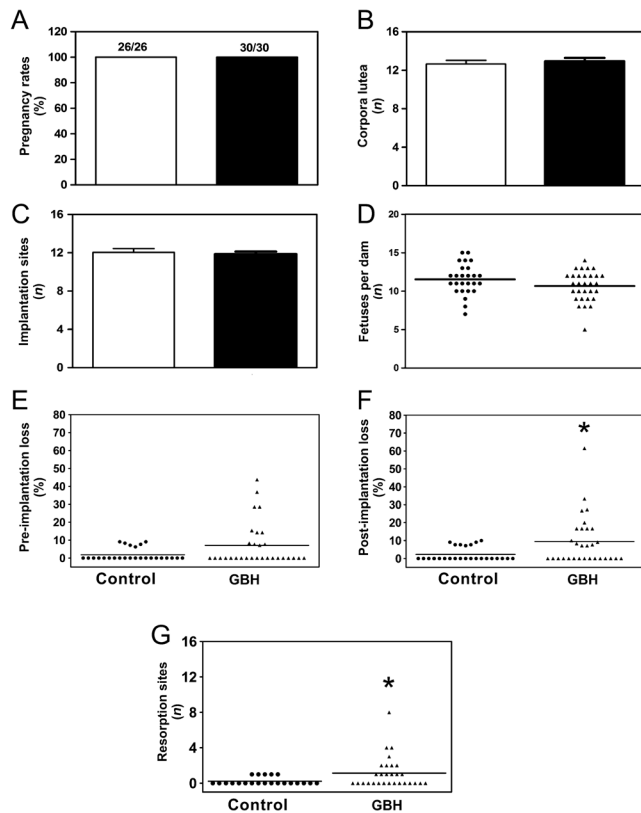 A
Pregnancy rates
(%)
120
100
80
60
40
20
0
26/26
30/30
B
Corpora lutea
(n)
16
12
8
4
0
C
Implantation sites
(n)
16
12
8
4
0
D
Fetuses per dam
(n)
20
15
10
5
0
E
Pre-implantation loss
(%)
80
70
60
50
40
30
20
10
0
Control
GBH
F
Post-implantation loss
(%)
80
70
60
50
40
30
20
10
0
*
Control
GBH
G
Resorption sites
(n)
16
12
8
4
0
*
Control
GBH